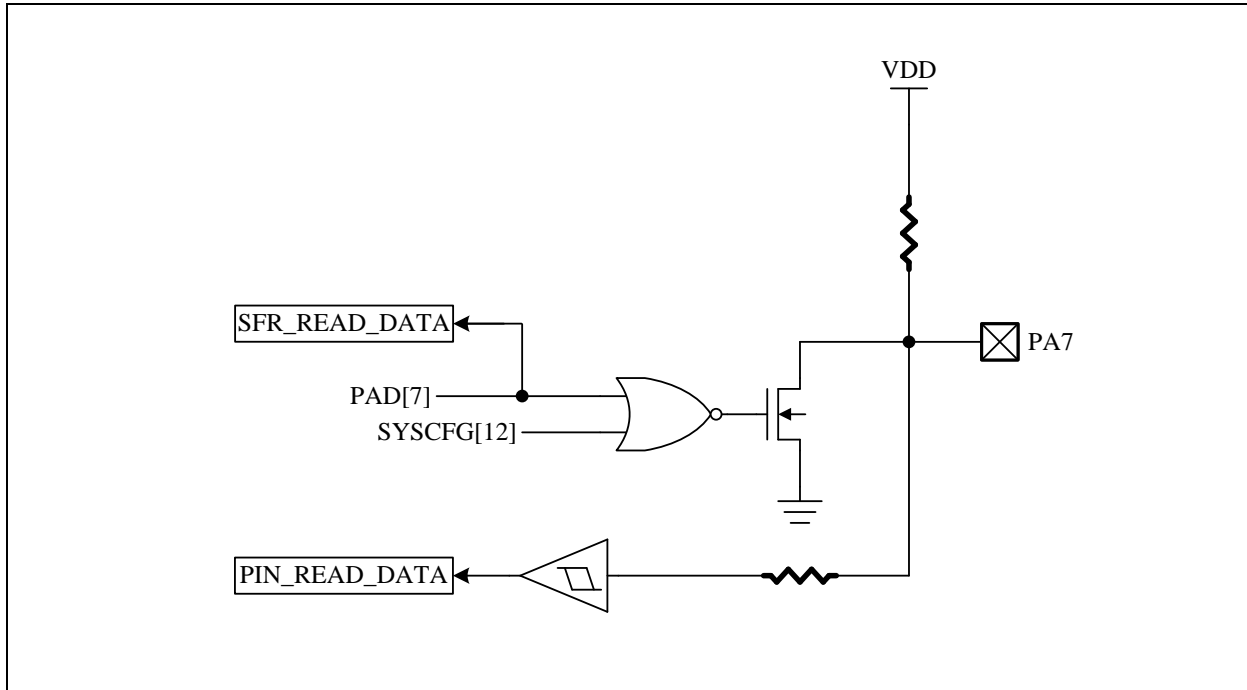 VDD
SFR_READ_DATA
PA7
PAD[7]
SYSCFG[12]
PIN_READ_DATA